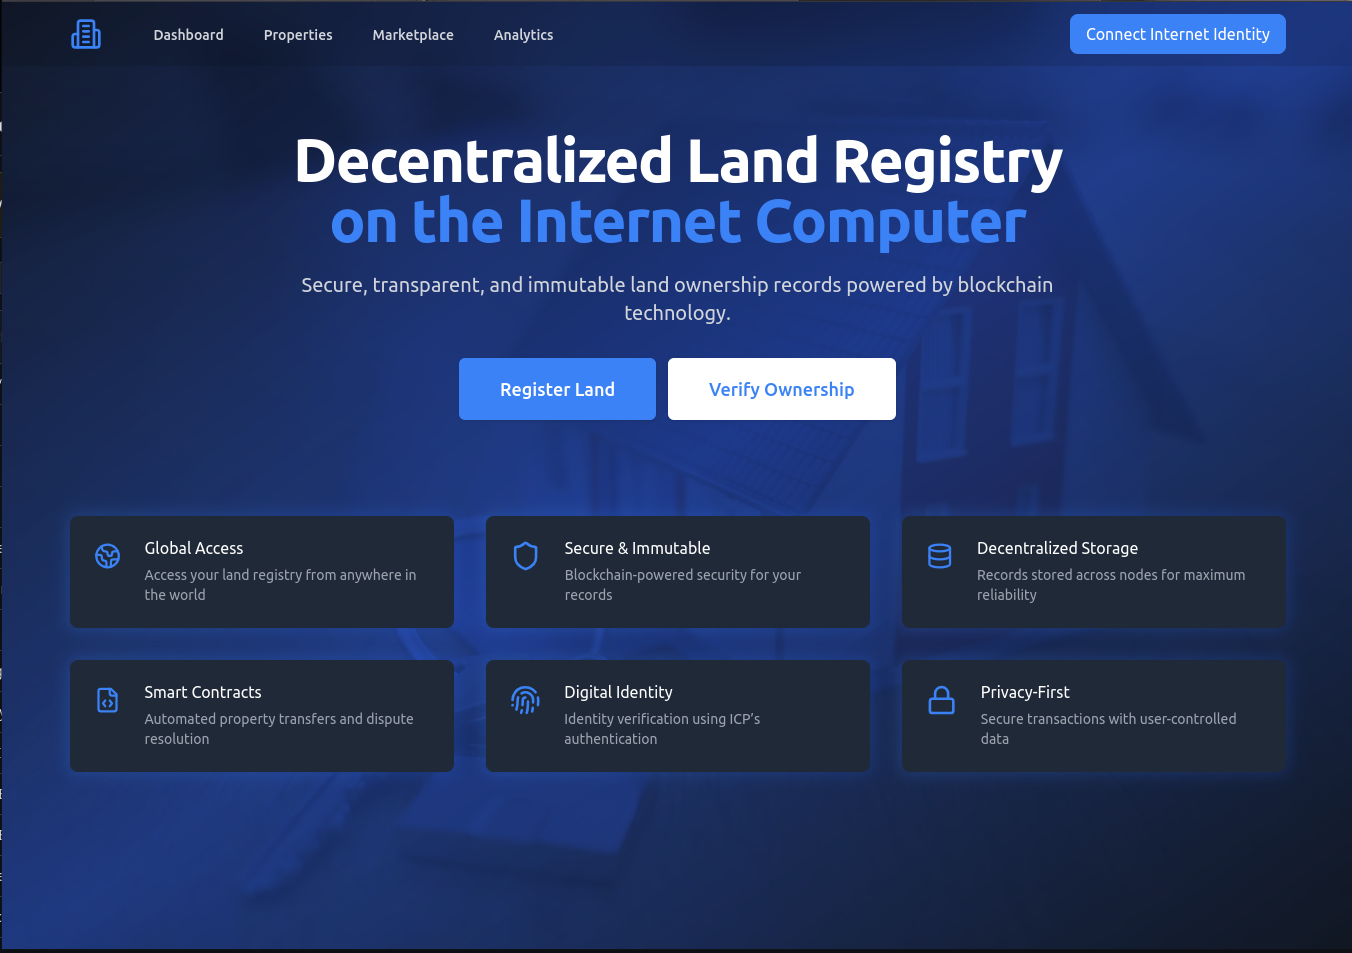 Dashboard Properties Marketplace Analytics Connect Internet Identity
Decentralized Land Registry
on the Internet Computer
Secure, transparent, and immutable land ownership records powered by blockchain
technology.
Register Land Verify Ownership
Global Access
Access your land registry from anywhere in
the world
Secure & Immutable
Blockchain-powered security for your
records
Decentralized Storage
Records stored across nodes for maximum
reliability
Smart Contracts
Automated property transfers and dispute
resolution
Digital Identity
Identity verification using ICP’s
authentication
Privacy-First
Secure transactions with user-controlled
data